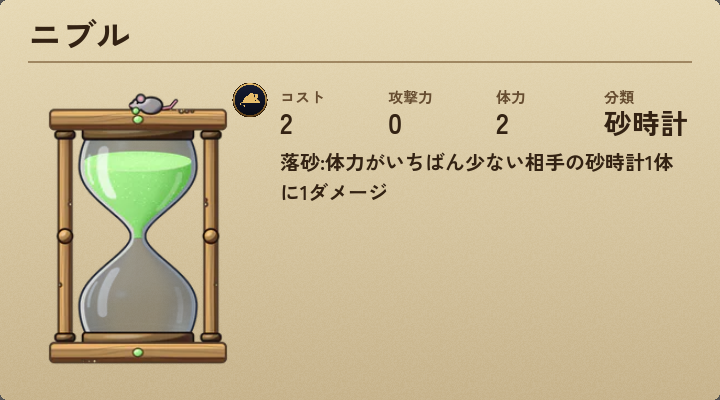 ニブル
コスト 攻撃力 体力 分類
2 0 2 砂時計
落砂:体力がいちばん少ない相手の砂時計1体
に1ダメージ